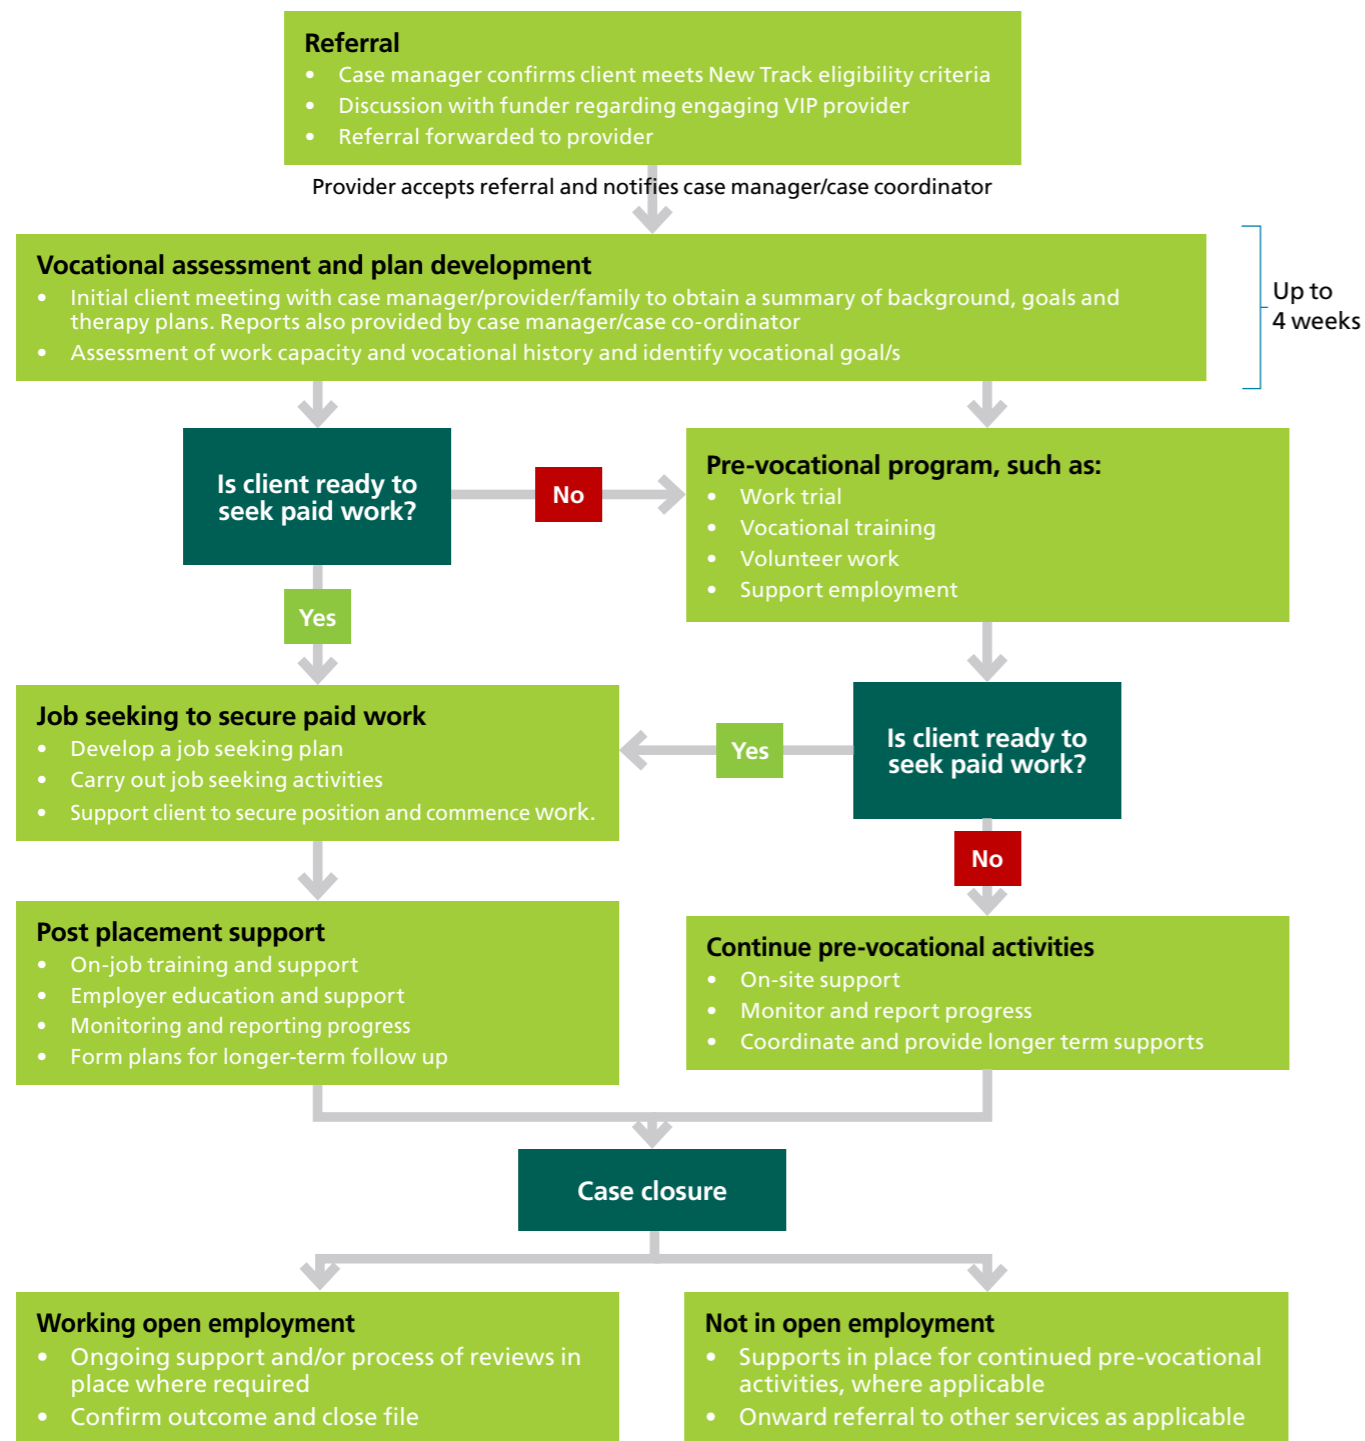 Referral
• Case manager confirms client meets New Track eligibility criteria
• Discussion with funder regarding engaging VIP provider
• Referral forwarded to provider
Provider accepts referral and notifies case manager/case coordinator
Vocational assessment and plan development
• Initial client meeting with case manager/provider/family to obtain a summary of background, goals and
therapy plans. Reports also provided by case manager/case co-ordinator
• Assessment of work capacity and vocational history and identify vocational goal/s
Up to
4 weeks
Is client ready to
seek paid work?
No
Pre-vocational program, such as:
• Work trial
• Vocational training
• Volunteer work
• Support employment
Yes
Job seeking to secure paid work
• Develop a job seeking plan
• Carry out job seeking activities
• Support client to secure position and commence work.
Yes
Is client ready to
seek paid work?
No
Post placement support
• On-job training and support
• Employer education and support
• Monitoring and reporting progress
• Form plans for longer-term follow up
Continue pre-vocational activities
• On-site support
• Monitor and report progress
• Coordinate and provide longer term supports
Case closure
Working open employment
• Ongoing support and/or process of reviews in
place where required
• Confirm outcome and close file
Not in open employment
• Supports in place for continued pre-vocational
activities, where applicable
• Onward referral to other services as applicable